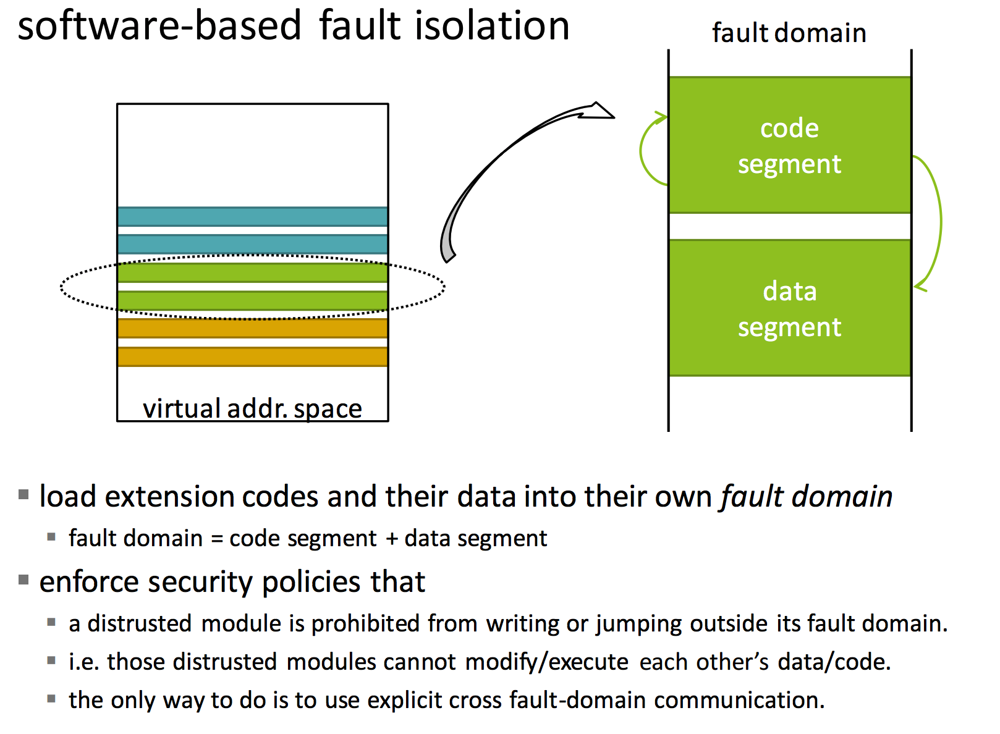 software-based fault isolation
fault domain
code
segment
data
segment
virtual addr. space
load extension codes and their data into their own fault domain
fault domain = code segment + data segment
enforce security policies that
a distrusted module is prohibited from writing or jumping outside its fault domain.
i.e. those distrusted modules cannot modify/execute each other’s data/code.
the only way to do is to use explicit cross fault-domain communication.